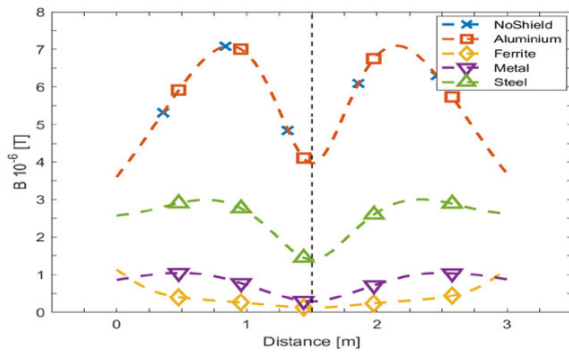 8
7
6
5
4
3
2
1
0
B 10⁻⁶ [T]
0 1 2 3
Distance [m]
NoShield
Aluminium
Ferrite
Metal
Steel